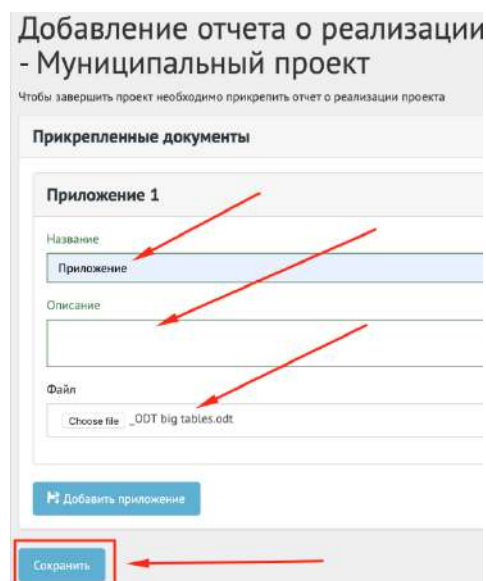 Добавление отчета о реализации
- Муниципальный проект
Чтобы завершить проект необходимо прикрепить отчет о реализации проекта
Прикрепленные документы
Приложение 1
Название
Приложение
Описание
Файл
Choose file _ODT big tables.odt
Добавить приложение
Сохранить